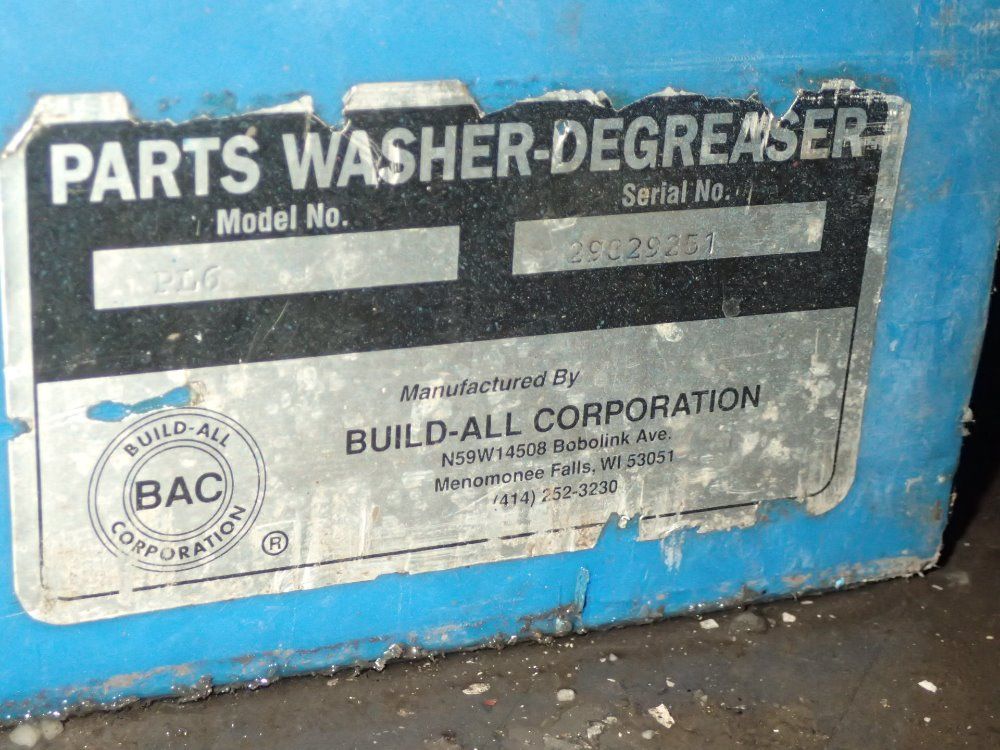 PARTS WASHER-DEGREASER
Model No.
Serial No.
PL6
29029251
Manufactured By
BUILD-ALL CORPORATION
N59W14508 Bobolink Ave.
Menomonee Falls, WI 53051
(414) 252-3230
BUILD-ALL
BAC
CORPORATION
®